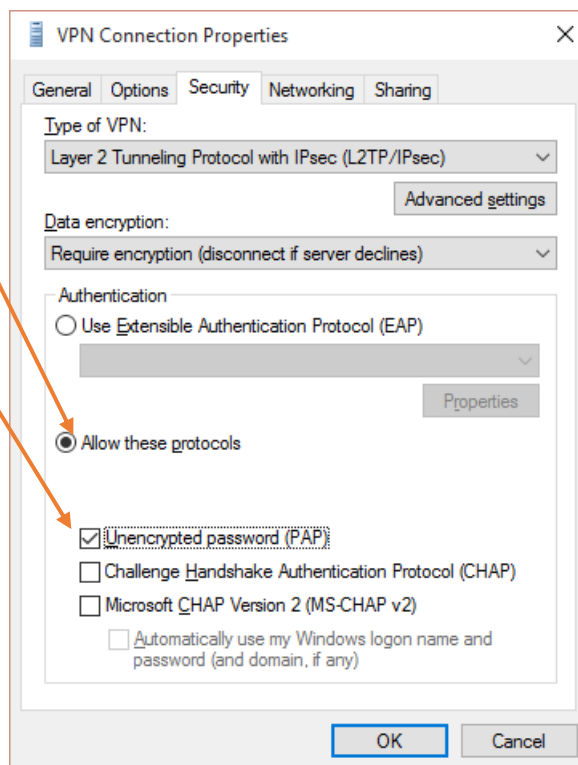 VPN Connection Properties
General Options Security Networking Sharing
Type of VPN:
Layer 2 Tunneling Protocol with IPsec (L2TP/IPsec)
Advanced settings
Data encryption:
Require encryption (disconnect if server declines)
Authentication
Use Extensible Authentication Protocol (EAP)
Properties
Allow these protocols
Unencrypted password (PAP)
Challenge Handshake Authentication Protocol (CHAP)
Microsoft CHAP Version 2 (MS-CHAP v2)
Automatically use my Windows logon name and
password (and domain, if any)
OK Cancel